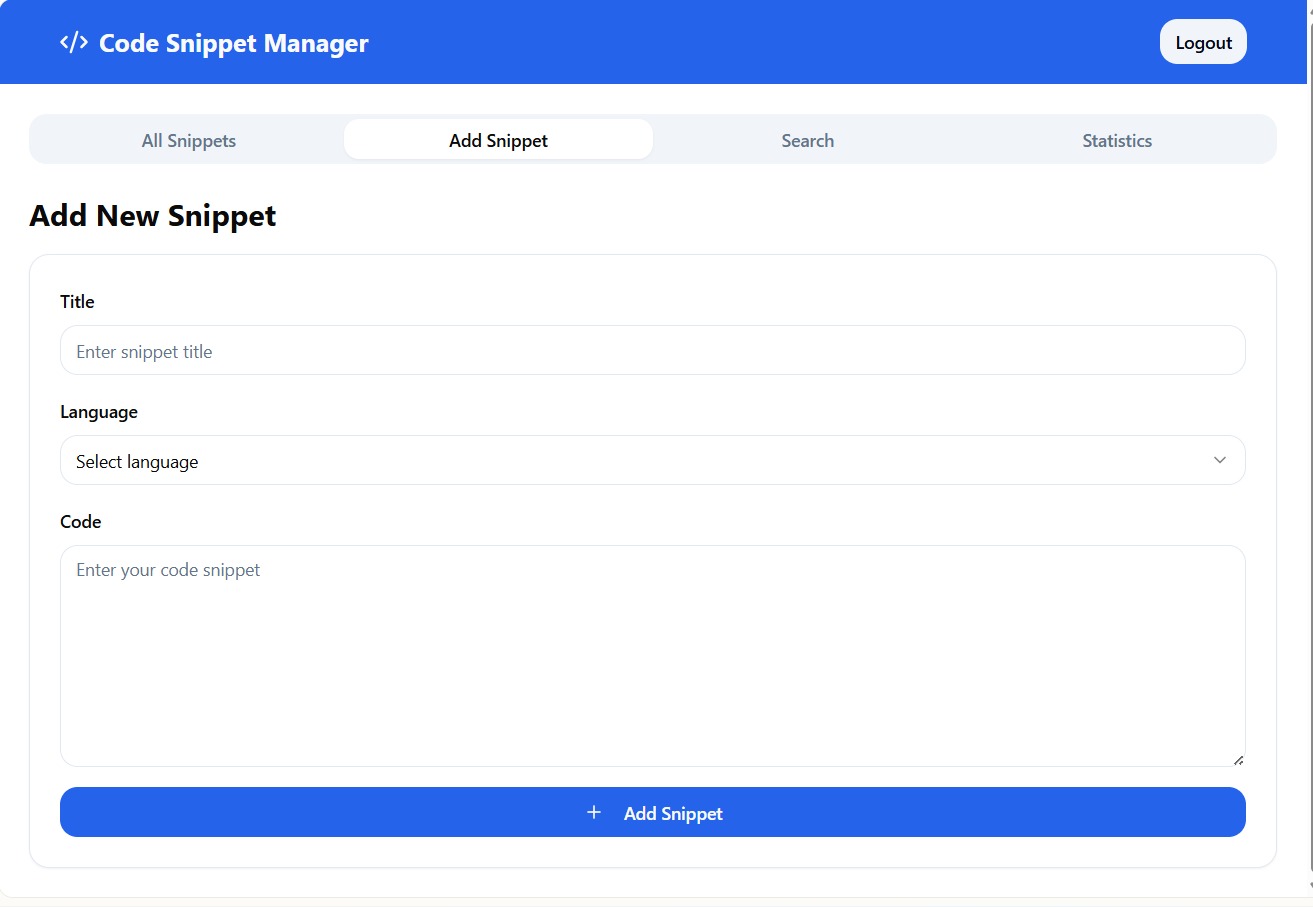 </> Code Snippet Manager
Logout
All Snippets
Add Snippet
Search
Statistics
Add New Snippet
Title
Enter snippet title
Language
Select language
Code
Enter your code snippet
+ Add Snippet